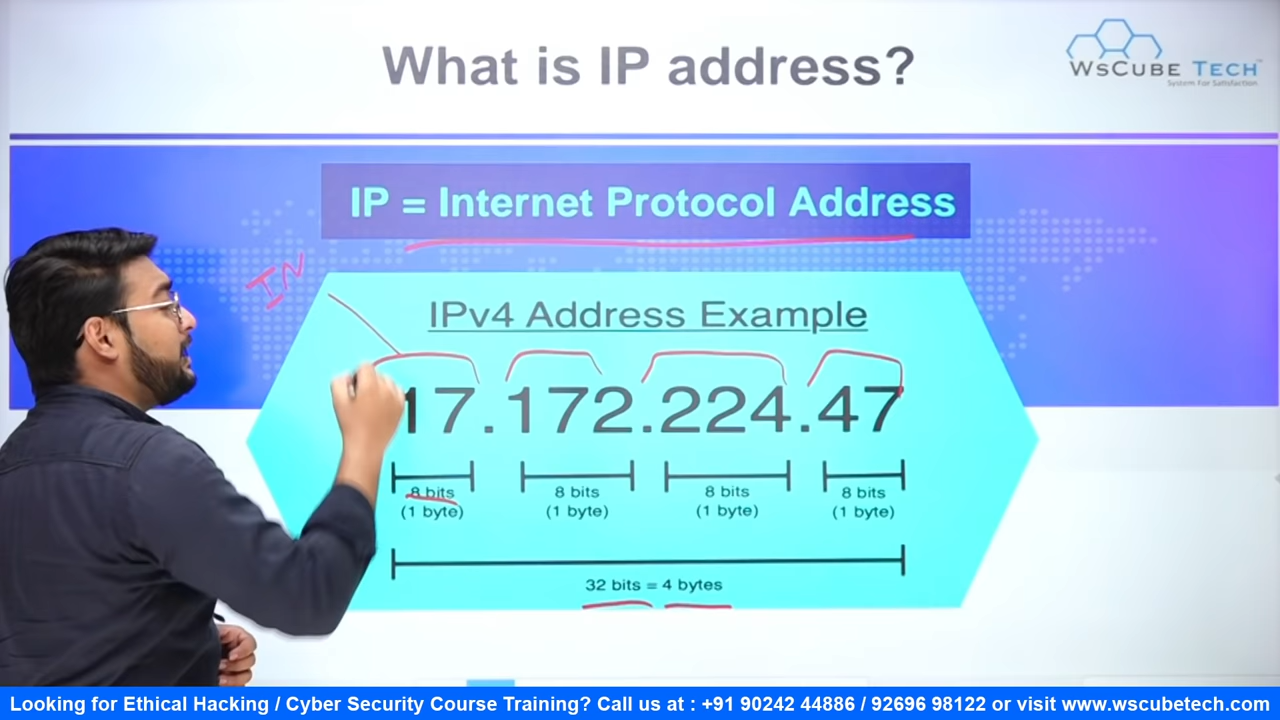 What is IP address?
WsCube Tech
System For Satisfaction
IP = Internet Protocol Address
IN
IPv4 Address Example
17.172.224.47
8 bits 8 bits 8 bits 8 bits
(1 byte) (1 byte) (1 byte) (1 byte)
32 bits = 4 bytes
Looking for Ethical Hacking / Cyber Security Course Training? Call us at : +91 90242 44886 / 92696 98122 or visit www.wscubetech.com